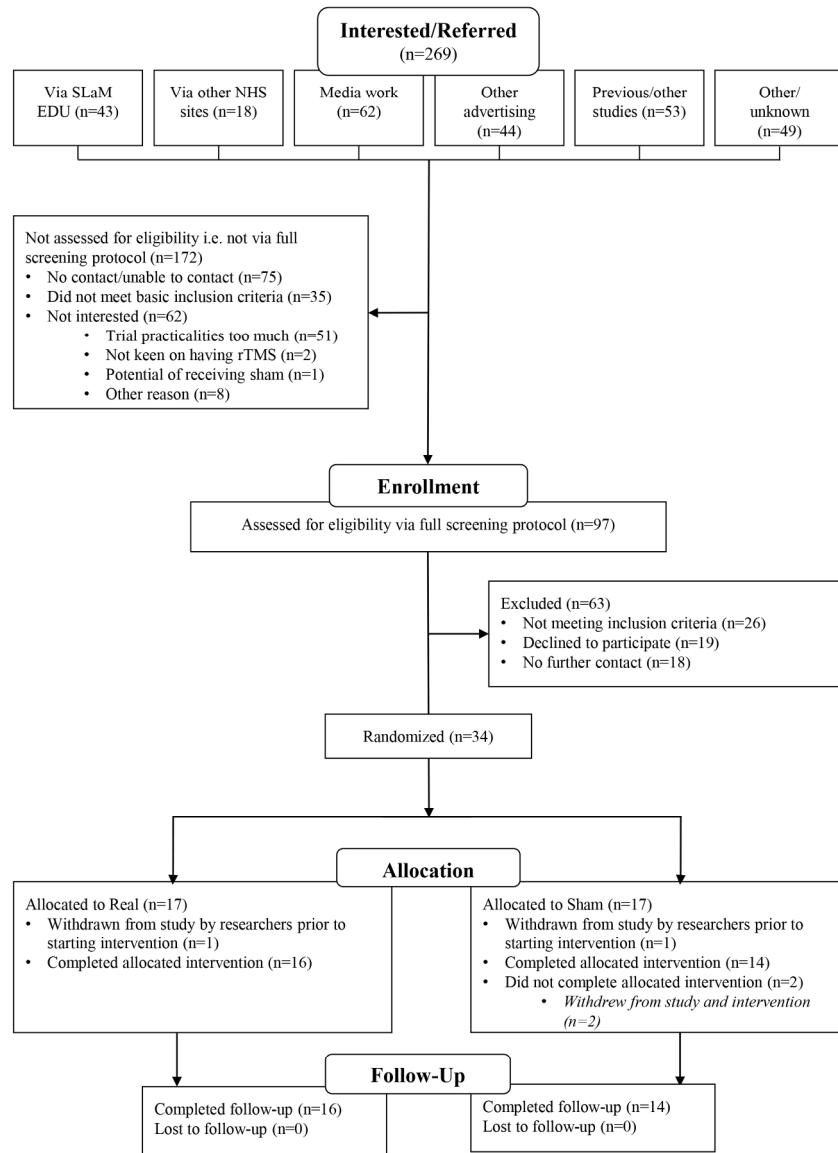 Interested/Referred
(n=269)
Via SLaM
EDU (n=43)
Via other NHS
sites (n=18)
Media work
(n=62)
Other
advertising
(n=44)
Previous/other
studies (n=53)
Other/
unknown
(n=49)
Not assessed for eligibility i.e. not via full
screening protocol (n=172)
• No contact/unable to contact (n=75)
• Did not meet basic inclusion criteria (n=35)
• Not interested (n=62)
• Trial practicalities too much (n=51)
• Not keen on having rTMS (n=2)
• Potential of receiving sham (n=1)
• Other reason (n=8)
Enrollment
Assessed for eligibility via full screening protocol (n=97)
Excluded (n=63)
• Not meeting inclusion criteria (n=26)
• Declined to participate (n=19)
• No further contact (n=18)
Randomized (n=34)
Allocation
Allocated to Real (n=17)
• Withdrawn from study by researchers prior to
starting intervention (n=1)
• Completed allocated intervention (n=16)
Allocated to Sham (n=17)
• Withdrawn from study by researchers prior to
starting intervention (n=1)
• Completed allocated intervention (n=14)
• Did not complete allocated intervention (n=2)
• Withdrew from study and intervention
(n=2)
Follow-Up
Completed follow-up (n=16)
Lost to follow-up (n=0)
Completed follow-up (n=14)
Lost to follow-up (n=0)